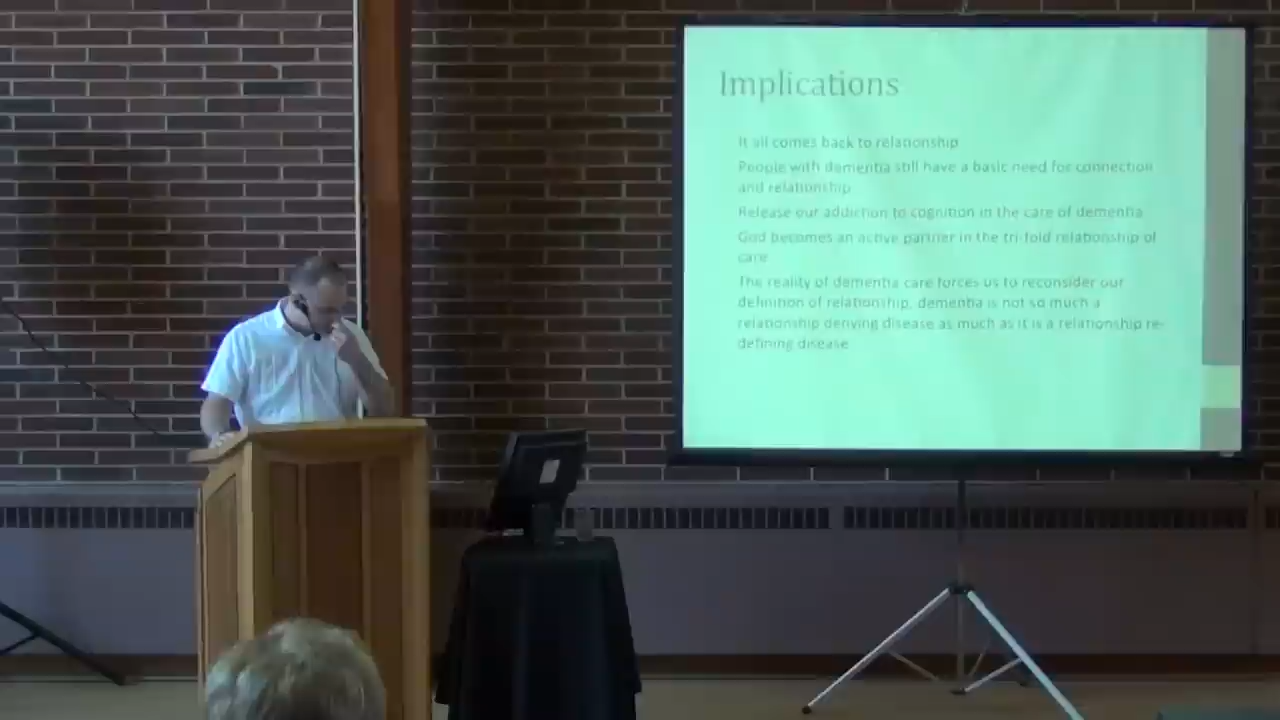 Implications
It all comes back to relationship
People with dementia still have a basic need for connection
and relationship
Release our addiction to cognition in the care of dementia
God becomes an active partner in the tri-fold relationship of
care
The reality of dementia care forces us to reconsider our
definition of relationship, dementia is not so much a
relationship denying disease as much as it is a relationship re-
defining disease